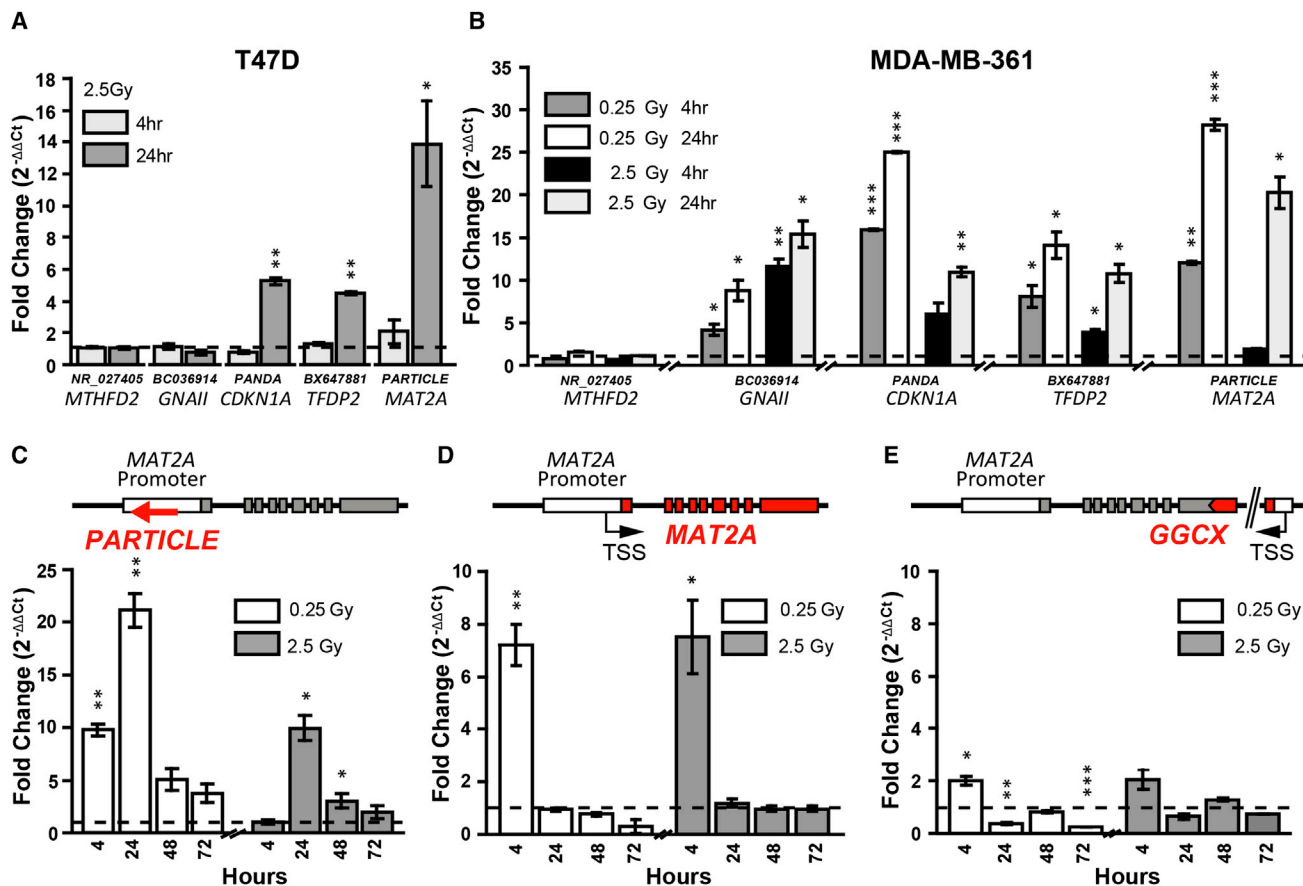 A
T47D
Fold Change (2-ΔΔCt)
18
16
14
12
10
8
6
4
2
0
2.5Gy
4hr
24hr
**
**
*
NR_027405
BC036914
PANDA
BX647881
PARTICLE
MTHFD2
GNAII
CDKN1A
TFDP2
MAT2A
B
MDA-MB-361
Fold Change (2-ΔΔCt)
35
30
25
20
15
10
5
0
0.25 Gy 4hr
0.25 Gy 24hr
2.5 Gy 4hr
2.5 Gy 24hr
*
*
**
*
***
***
**
*
*
*
*
**
***
*
NR_027405
BC036914
PANDA
BX647881
PARTICLE
MTHFD2
GNAII
CDKN1A
TFDP2
MAT2A
C
MAT2A
Promoter
PARTICLE
Fold Change (2-ΔΔCt)
25
20
15
10
5
0
0.25 Gy
2.5 Gy
**
**
*
*
4 24 48 72 4 24 48 72
Hours
D
MAT2A
Promoter
TSS
MAT2A
Fold Change (2-ΔΔCt)
10
8
6
4
2
0
0.25 Gy
2.5 Gy
**
*
4 24 48 72 4 24 48 72
Hours
E
MAT2A
Promoter
GGCX
TSS
Fold Change (2-ΔΔCt)
10
8
6
4
2
0
0.25 Gy
2.5 Gy
*
**
***
4 24 48 72 4 24 48 72
Hours